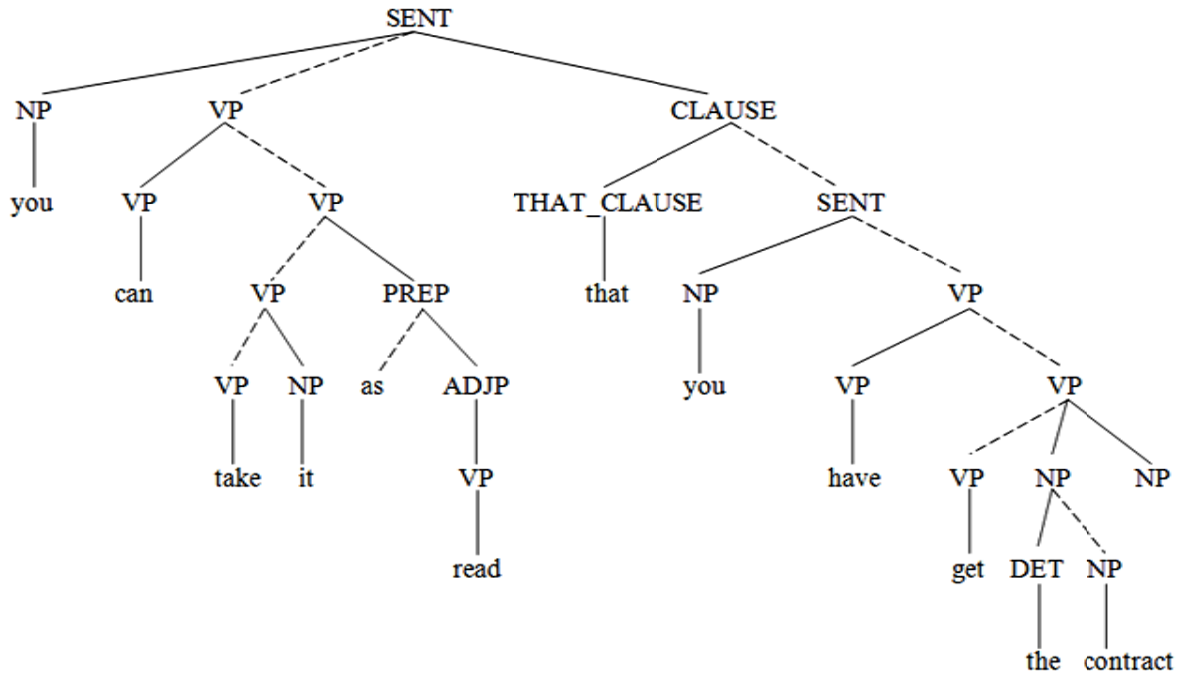 SENT
NP VP CLAUSE
you VP VP THAT_CLAUSE SENT
can VP PREP that NP VP
VP NP as ADJP you VP VP
take it VP have VP NP NP
read get DET NP
the contract